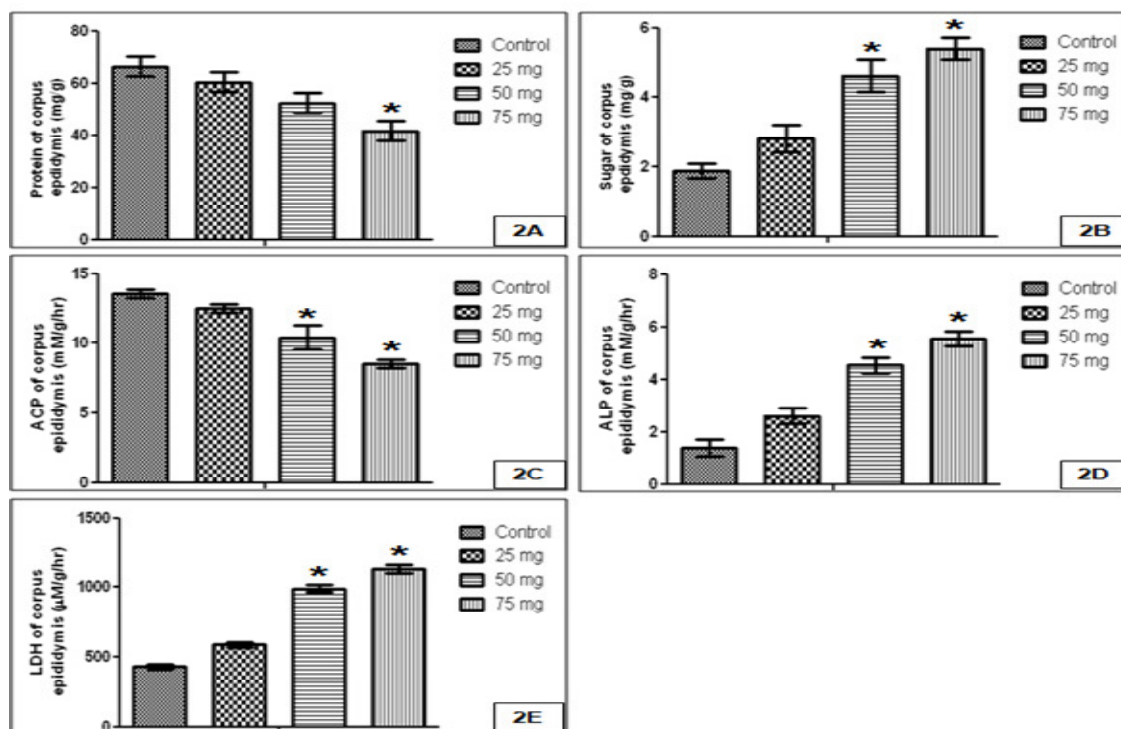 Protein of corpus
epdidymis (mg/g)
80
60
40
20
0
*
Control
25 mg
50 mg
75 mg
2A
Sugar of corpus
epdidymis (mg/g)
6
4
2
0
*
*
Control
25 mg
50 mg
75 mg
2B
ACP of corpus
epididymis (mM/g/hr)
15
10
5
0
*
*
Control
25 mg
50 mg
75 mg
2C
ALP of corpus
epididymis (mM/g/hr)
8
6
4
2
0
*
*
Control
25 mg
50 mg
75 mg
2D
LDH of corpus
epididymis (µM/g/hr)
1500
1000
500
0
*
*
Control
25 mg
50 mg
75 mg
2E